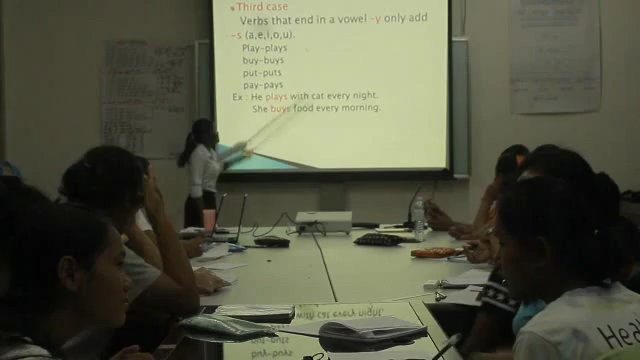 Third case
Verbs that end in a vowel -y only add
-s (a,e,i,o,u).
Play-plays
buy-buys
put-puts
pay-pays
Ex : He plays with cat every night.
She buys food every morning.
Hea